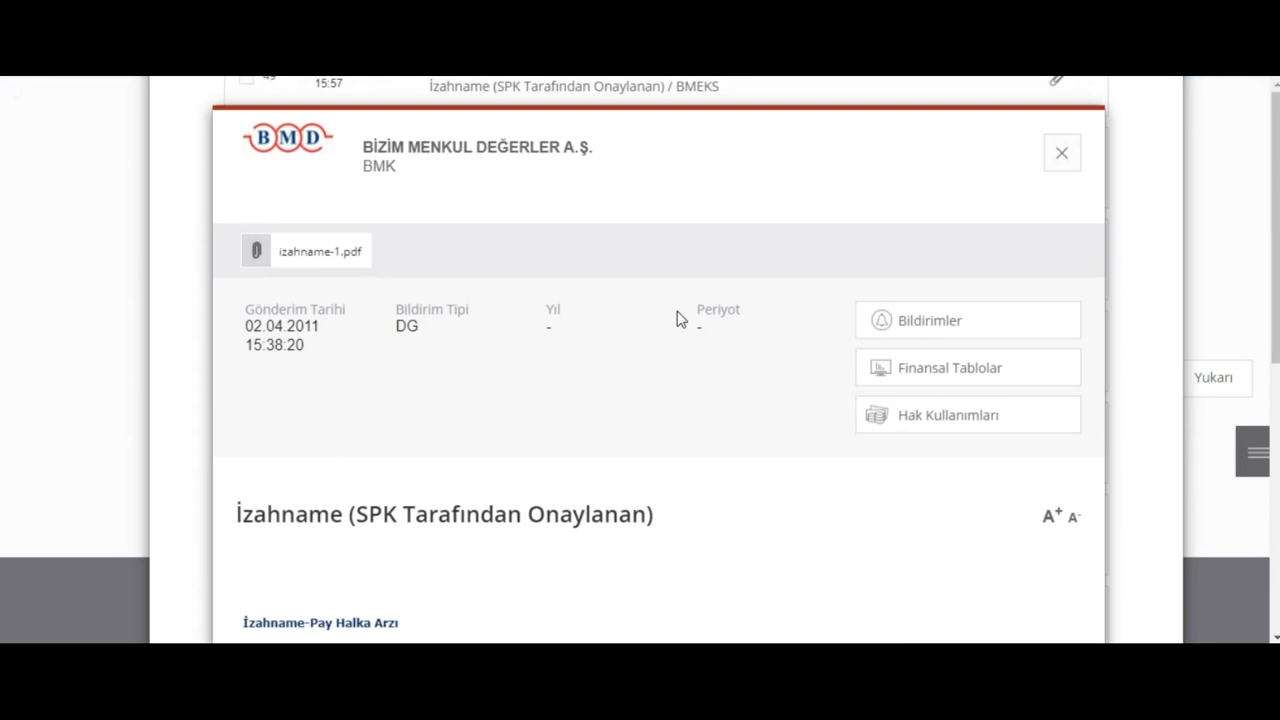 15:57
İzahname (SPK Tarafından Onaylanan) / BMEKS
BMD
BİZİM MENKUL DEĞERLER A.Ş.
BMK
izahname-1.pdf
Gönderim Tarihi
02.04.2011
15:38:20
Bildirim Tipi
DG
Yıl
-
Periyot
-
Bildirimler
Finansal Tablolar
Hak Kullanımları
Yukarı
İzahname (SPK Tarafından Onaylanan)
A+ A-
İzahname-Pay Halka Arzı